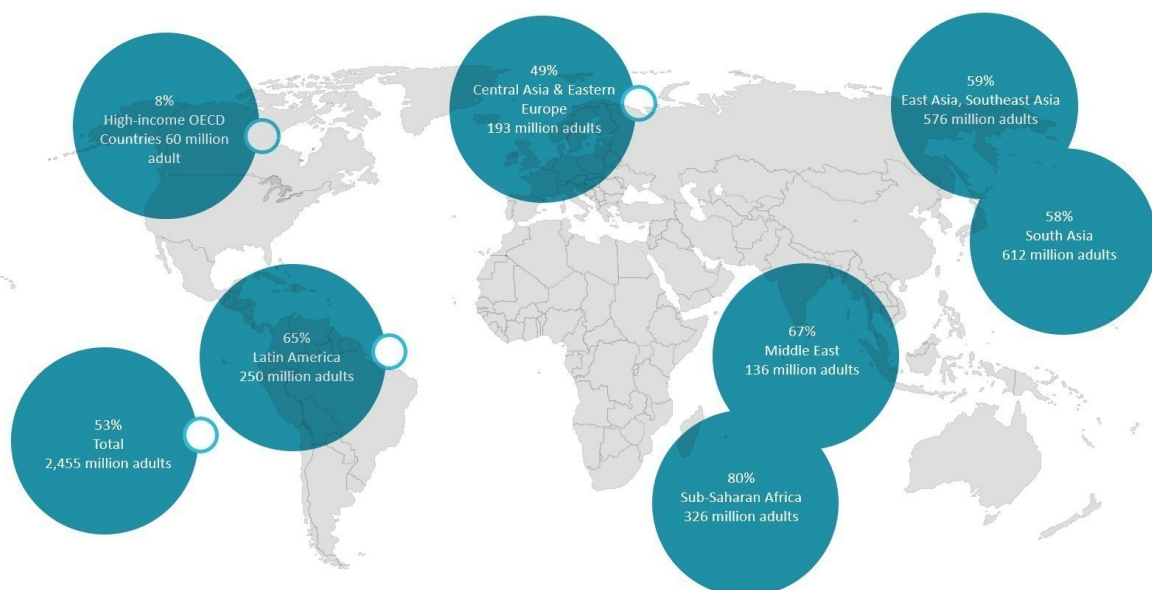 8%
High-income OECD
Countries 60 million
adult
49%
Central Asia & Eastern
Europe
193 million adults
59%
East Asia, Southeast Asia
576 million adults
58%
South Asia
612 million adults
65%
Latin America
250 million adults
67%
Middle East
136 million adults
53%
Total
2,455 million adults
80%
Sub-Saharan Africa
326 million adults